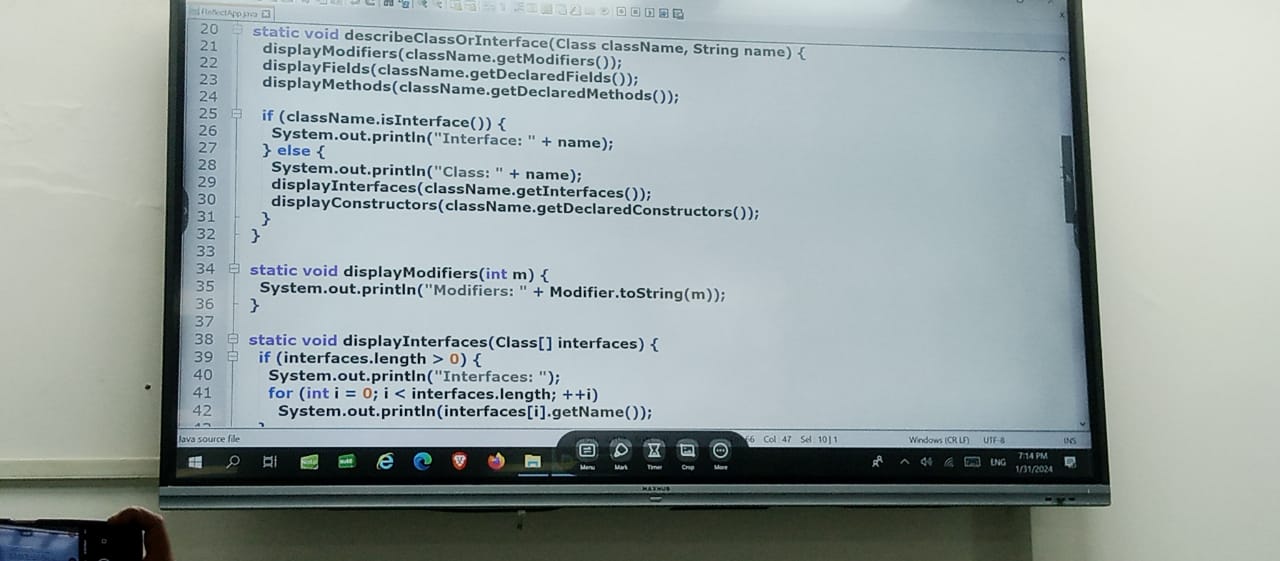 ReflectApp.java
20 static void describeClassOrInterface(Class className, String name) {
21 displayModifiers(className.getModifiers());
22 displayFields(className.getDeclaredFields());
23 displayMethods(className.getDeclaredMethods());
24
25 if (className.isInterface()) {
26 System.out.println("Interface: " + name);
27 } else {
28 System.out.println("Class: " + name);
29 displayInterfaces(className.getInterfaces());
30 displayConstructors(className.getDeclaredConstructors());
31 }
32 }
33
34 static void displayModifiers(int m) {
35 System.out.println("Modifiers: " + Modifier.toString(m));
36 }
37
38 static void displayInterfaces(Class[] interfaces) {
39 if (interfaces.length > 0) {
40 System.out.println("Interfaces: ");
41 for (int i = 0; i < interfaces.length; ++i)
42 System.out.println(interfaces[i].getName());
Java source file Col : 47 Sel : 10 | 1 Windows (CR LF) UTF-8 INS
Menu Mark Timer Crop More
ENG 7:14 PM
1/31/2024
MAXHUB